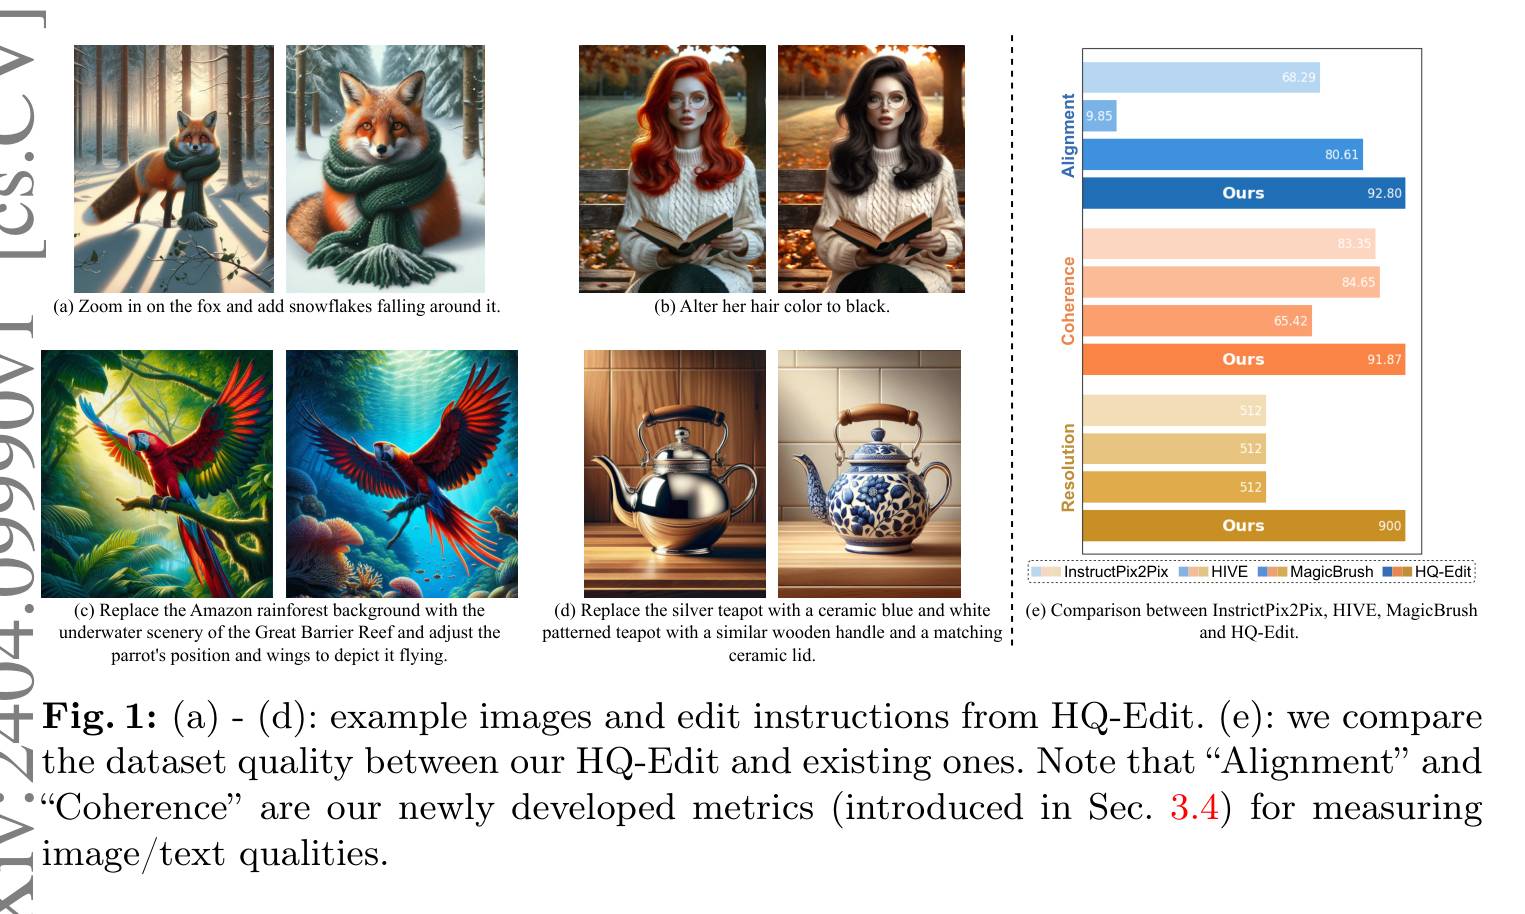 xiv:2404.09990v1 [cs.CV]
(a) Zoom in on the fox and add snowflakes falling around it.
(b) Alter her hair color to black.
(c) Replace the Amazon rainforest background with the
underwater scenery of the Great Barrier Reef and adjust the
parrot's position and wings to depict it flying.
(d) Replace the silver teapot with a ceramic blue and white
patterned teapot with a similar wooden handle and a matching
ceramic lid.
Alignment
68.29
9.85
80.61
Ours 92.80
Coherence
83.35
84.65
65.42
Ours 91.87
Resolution
512
512
512
Ours 900
InstructPix2Pix HIVE MagicBrush HQ-Edit
(e) Comparison between InstrictPix2Pix, HIVE, MagicBrush
and HQ-Edit.
Fig. 1: (a) - (d): example images and edit instructions from HQ-Edit. (e): we compare
the dataset quality between our HQ-Edit and existing ones. Note that “Alignment” and
“Coherence” are our newly developed metrics (introduced in Sec. 3.4) for measuring
image/text qualities.